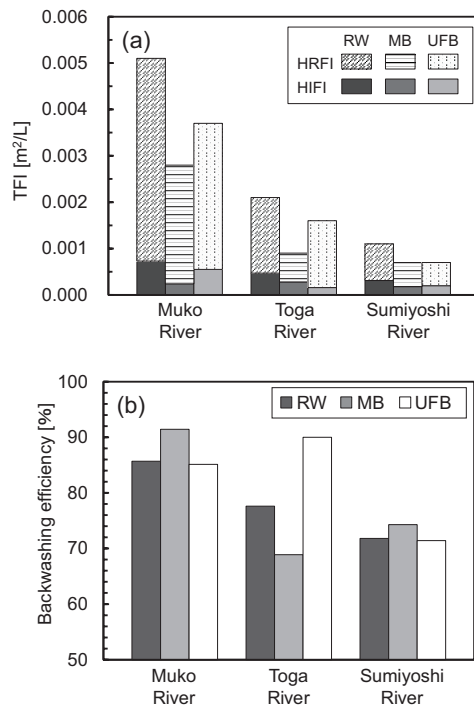 (a)
RW MB UFB
HRFI
HIFI
TFI [m²/L]
0.006
0.005
0.004
0.003
0.002
0.001
0.000
Muko
River
Toga
River
Sumiyoshi
River
(b)
RW MB UFB
Backwashing efficiency [%]
100
90
80
70
60
50
Muko
River
Toga
River
Sumiyoshi
River